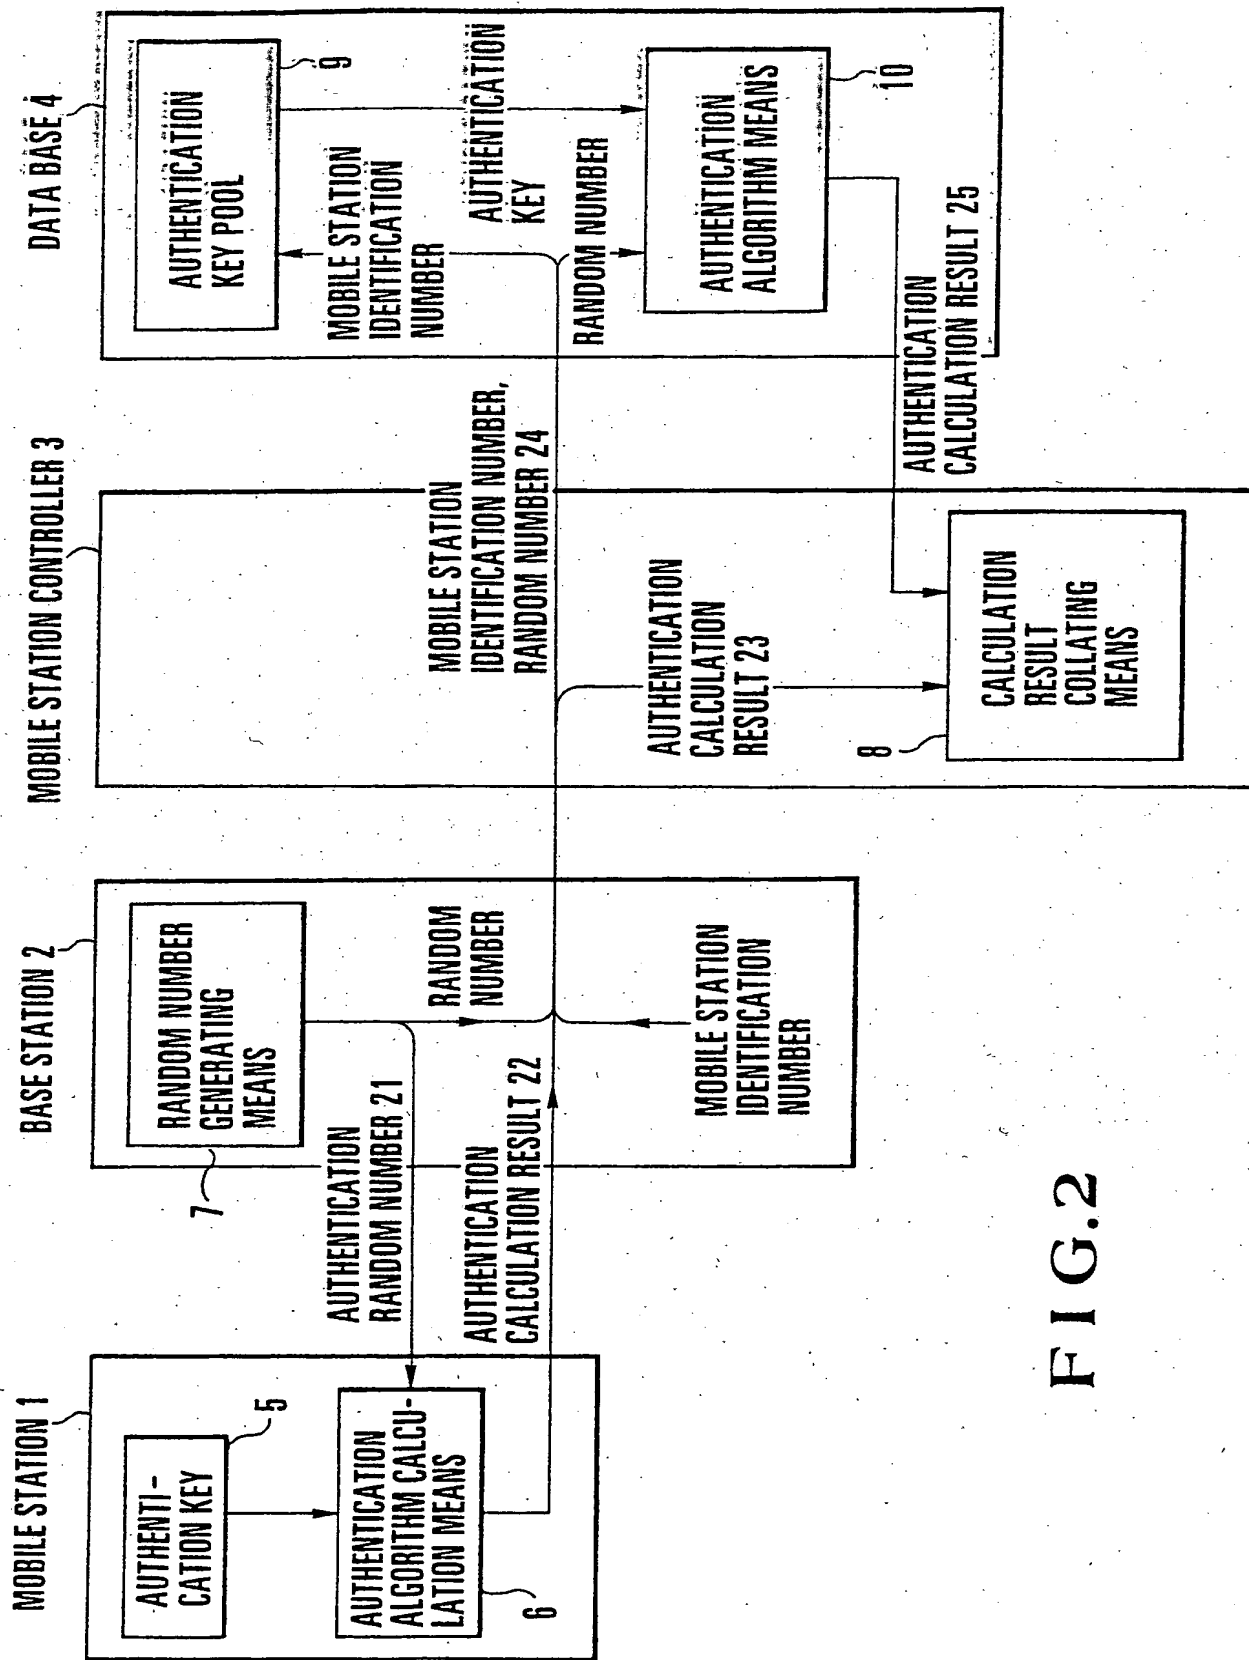 MOBILE STATION 1
AUTHENTI-
CATION KEY
5
AUTHENTICATION
ALGORITHM CALCU-
LATION MEANS
6
AUTHENTICATION
RANDOM NUMBER 21
AUTHENTICATION
CALCULATION RESULT 22
BASE STATION 2
RANDOM NUMBER
GENERATING
MEANS
7
RANDOM
NUMBER
MOBILE STATION
IDENTIFICATION
NUMBER
MOBILE STATION CONTROLLER 3
MOBILE STATION
IDENTIFICATION NUMBER,
RANDOM NUMBER 24
AUTHENTICATION
CALCULATION
RESULT 23
CALCULATION
RESULT
COLLATING
MEANS
8
DATA BASE 4
AUTHENTICATION
KEY POOL
9
MOBILE STATION
IDENTIFICATION
NUMBER
AUTHENTICATION
KEY
RANDOM NUMBER
AUTHENTICATION
ALGORITHM MEANS
10
AUTHENTICATION
CALCULATION RESULT 25
FIG.2